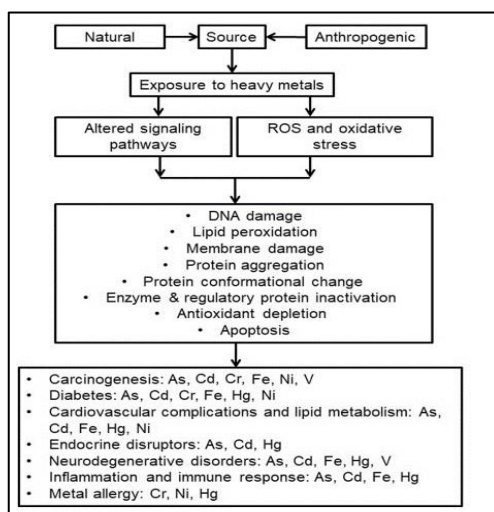 Natural
Source
Anthropogenic
Exposure to heavy metals
Altered signaling
pathways
ROS and oxidative
stress
• DNA damage
• Lipid peroxidation
• Membrane damage
• Protein aggregation
• Protein conformational change
• Enzyme & regulatory protein inactivation
• Antioxidant depletion
• Apoptosis
• Carcinogenesis: As, Cd, Cr, Fe, Ni, V
• Diabetes: As, Cd, Cr, Fe, Hg, Ni
• Cardiovascular complications and lipid metabolism: As,
Cd, Fe, Hg, Ni
• Endocrine disruptors: As, Cd, Hg
• Neurodegenerative disorders: As, Cd, Fe, Hg, V
• Inflammation and immune response: As, Cd, Fe, Hg
• Metal allergy: Cr, Ni, Hg